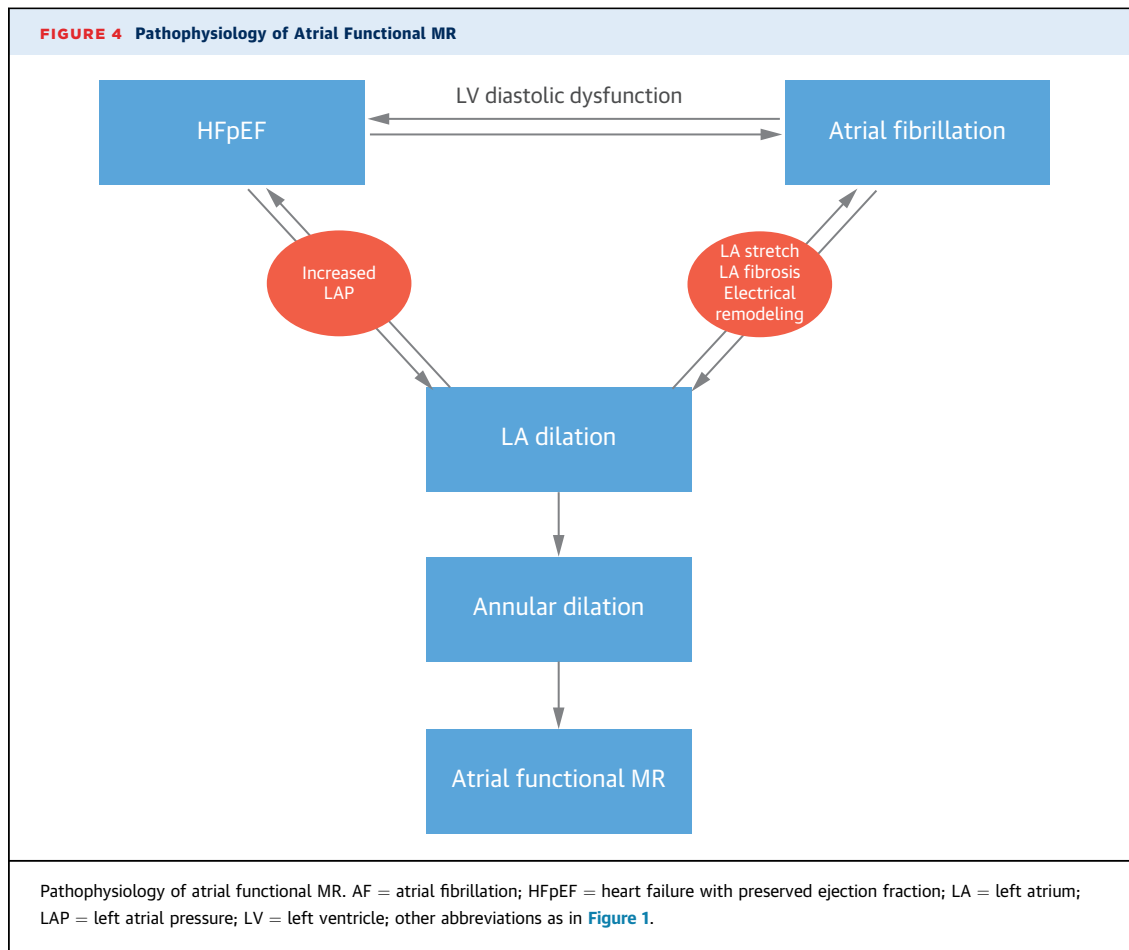 FIGURE 4 Pathophysiology of Atrial Functional MR
LV diastolic dysfunction
HFpEF
Atrial fibrillation
Increased
LAP
LA stretch
LA fibrosis
Electrical
remodeling
LA dilation
Annular dilation
Atrial functional MR
Pathophysiology of atrial functional MR. AF = atrial fibrillation; HFpEF = heart failure with preserved ejection fraction; LA = left atrium;
LAP = left atrial pressure; LV = left ventricle; other abbreviations as in Figure 1.